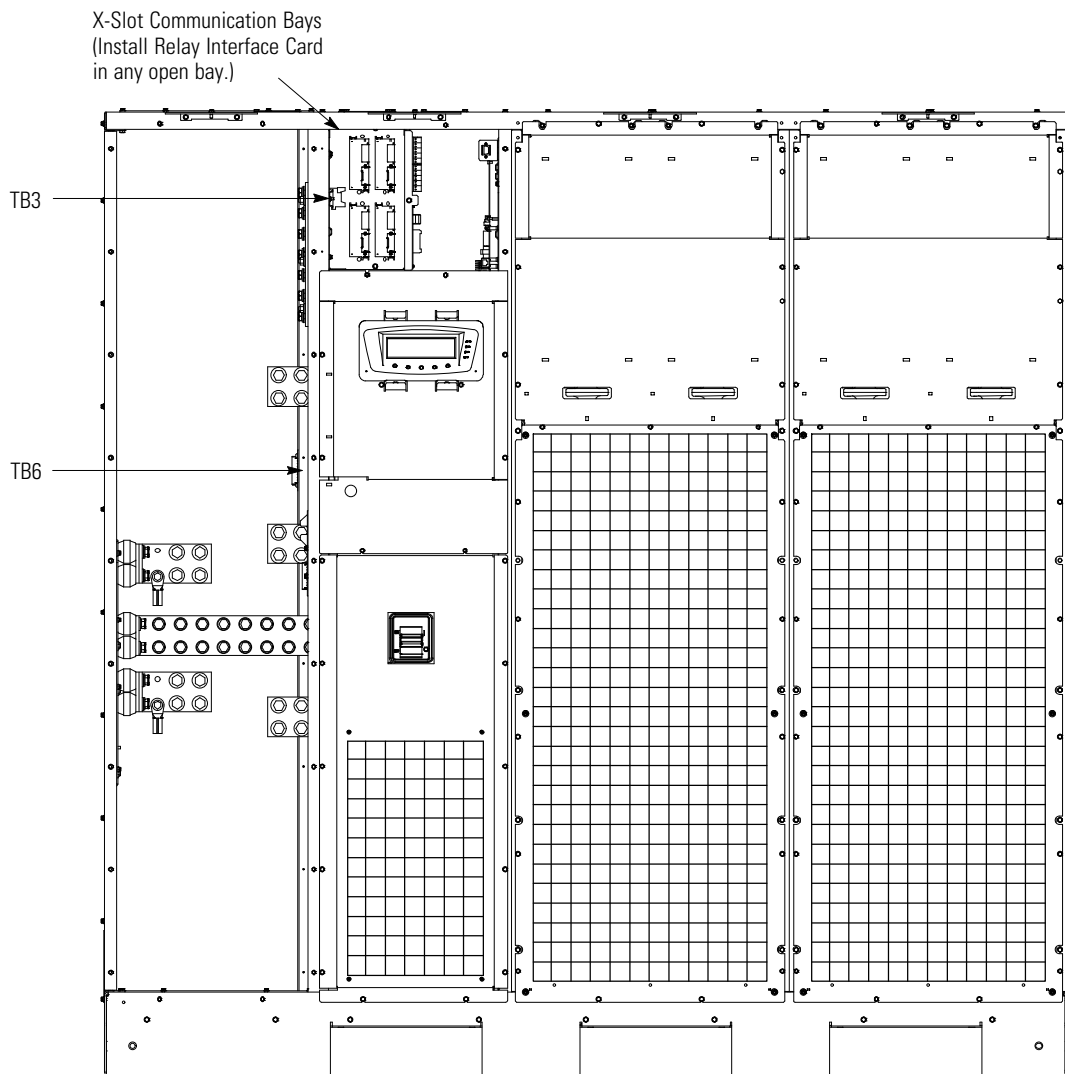 X-Slot Communication Bays
(Install Relay Interface Card
in any open bay.)
TB3
TB6